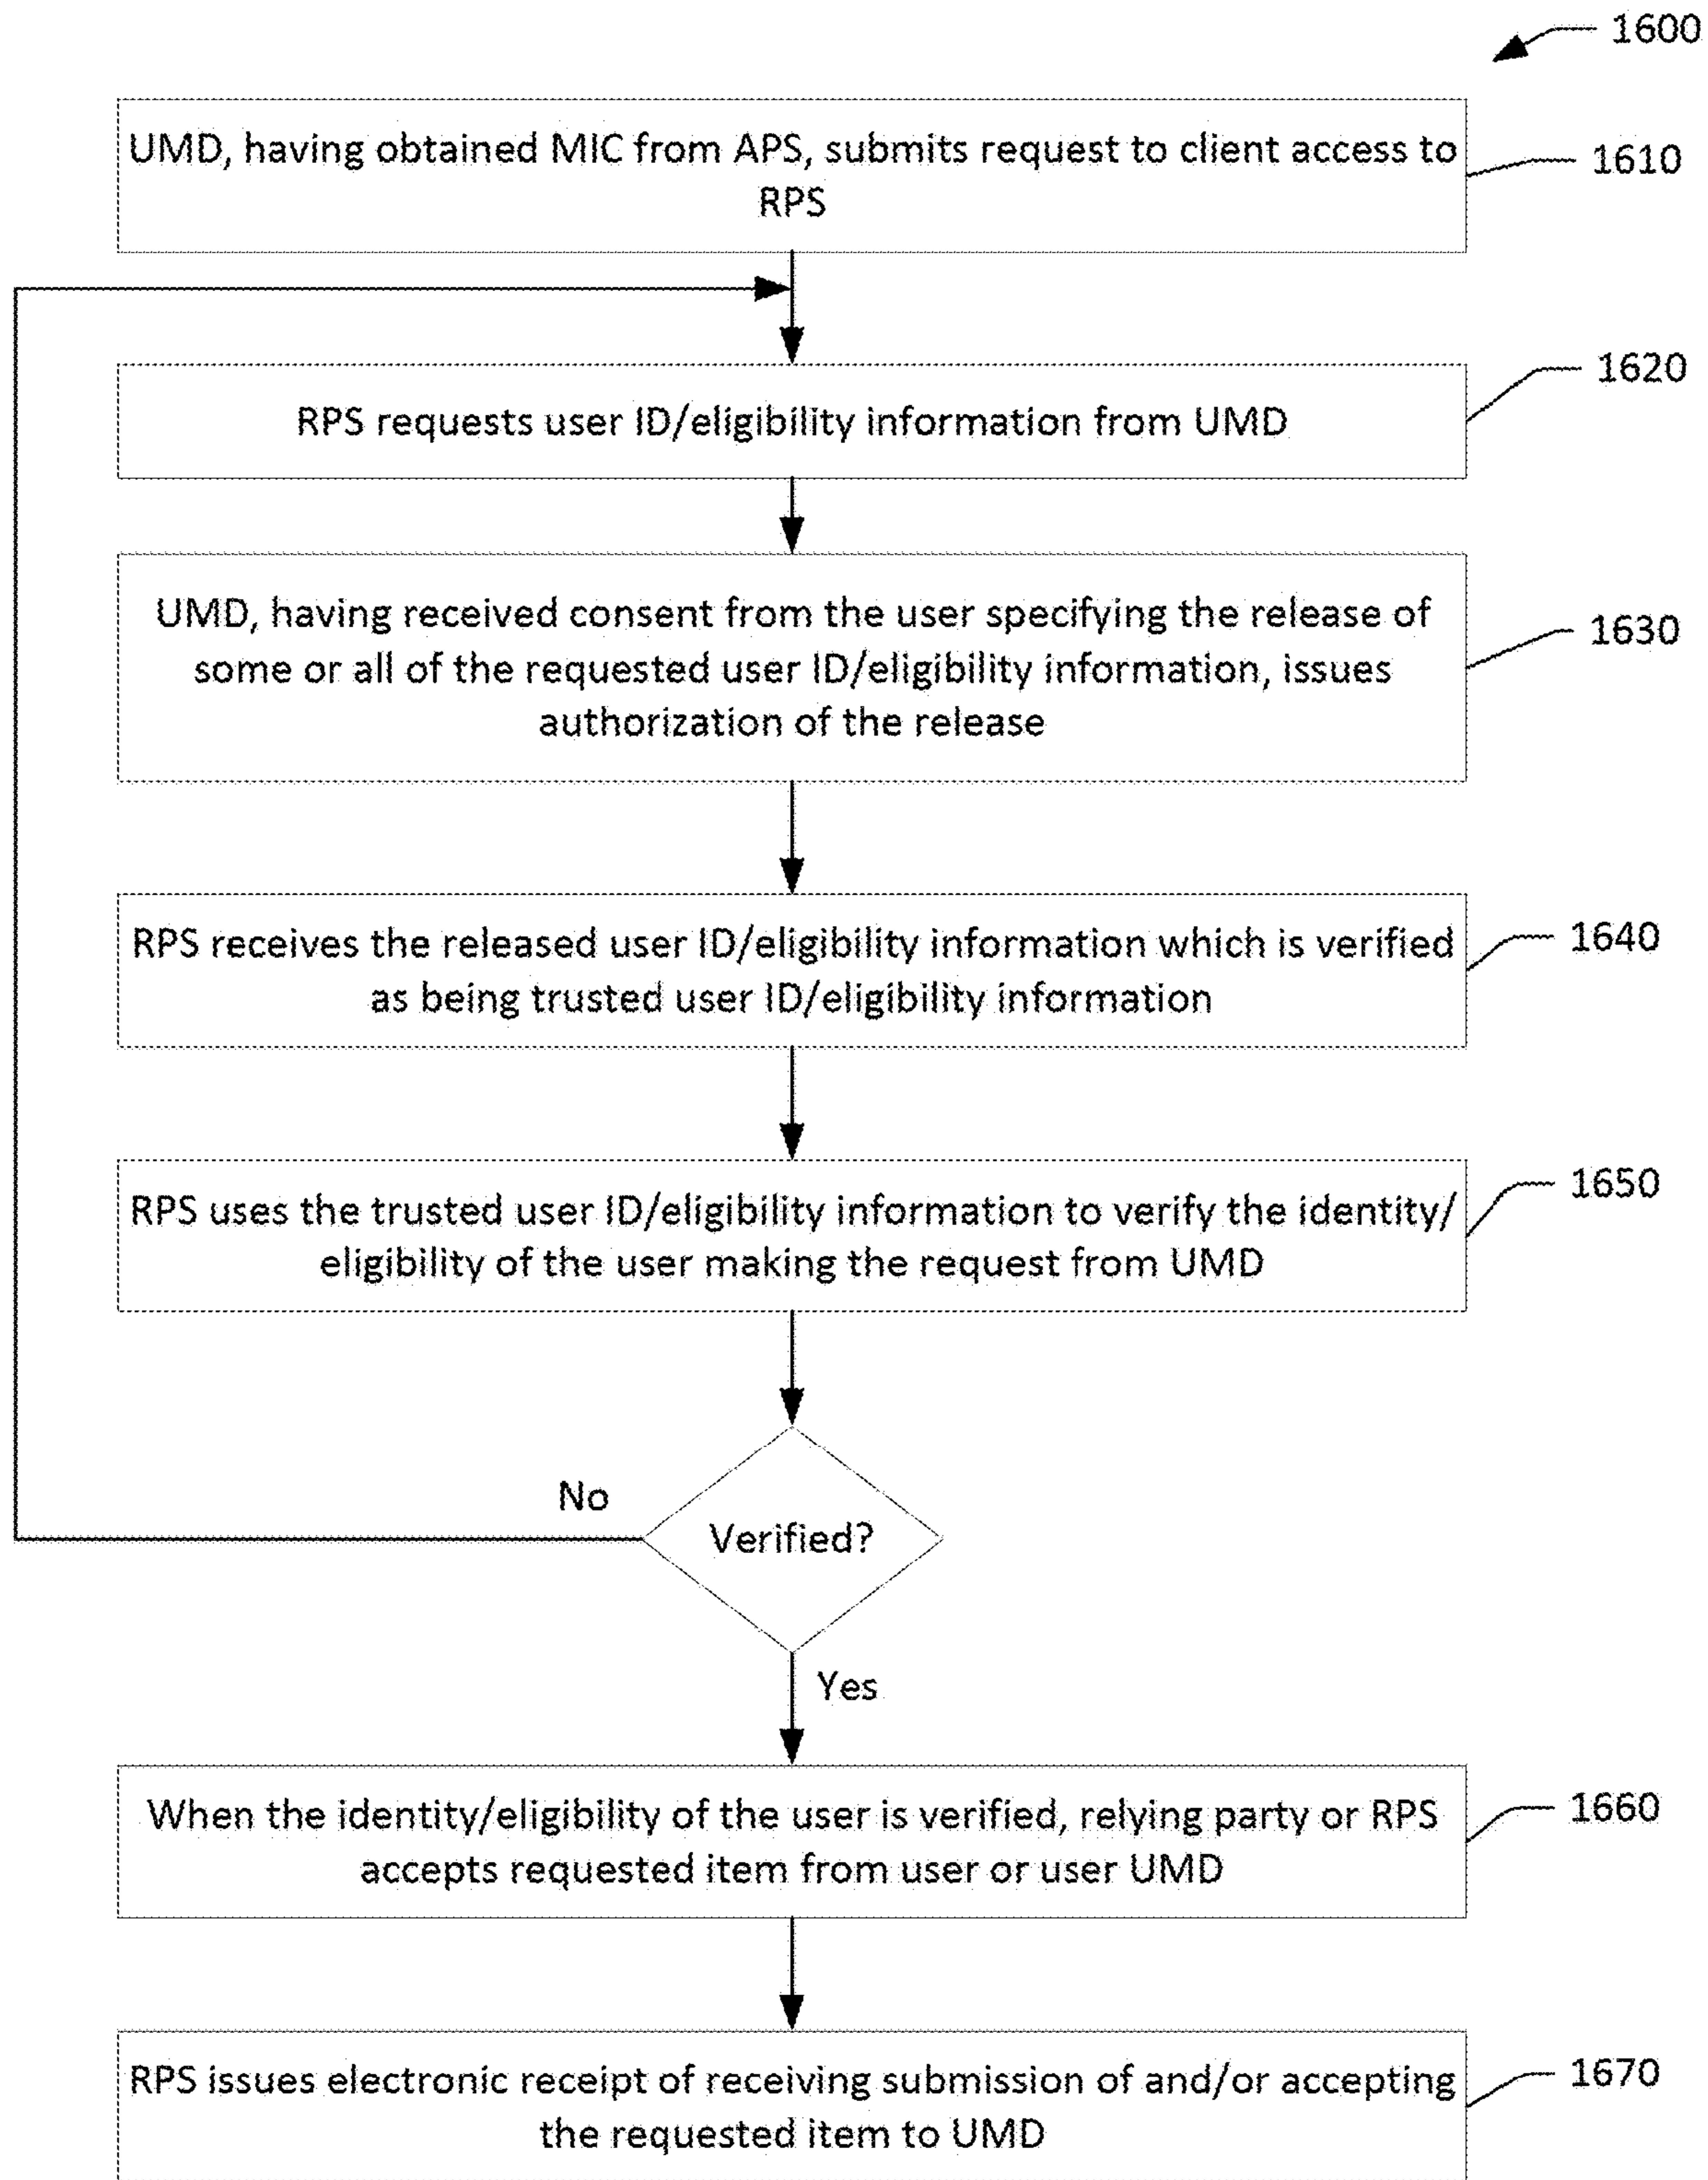 1600
UMD, having obtained MIC from APS, submits request to client access to
RPS
1610
RPS requests user ID/eligibility information from UMD
1620
UMD, having received consent from the user specifying the release of
some or all of the requested user ID/eligibility information, issues
authorization of the release
1630
RPS receives the released user ID/eligibility information which is verified
as being trusted user ID/eligibility information
1640
RPS uses the trusted user ID/eligibility information to verify the identity/
eligibility of the user making the request from UMD
1650
No
Verified?
Yes
When the identity/eligibility of the user is verified, relying party or RPS
accepts requested item from user or user UMD
1660
RPS issues electronic receipt of receiving submission of and/or accepting
the requested item to UMD
1670